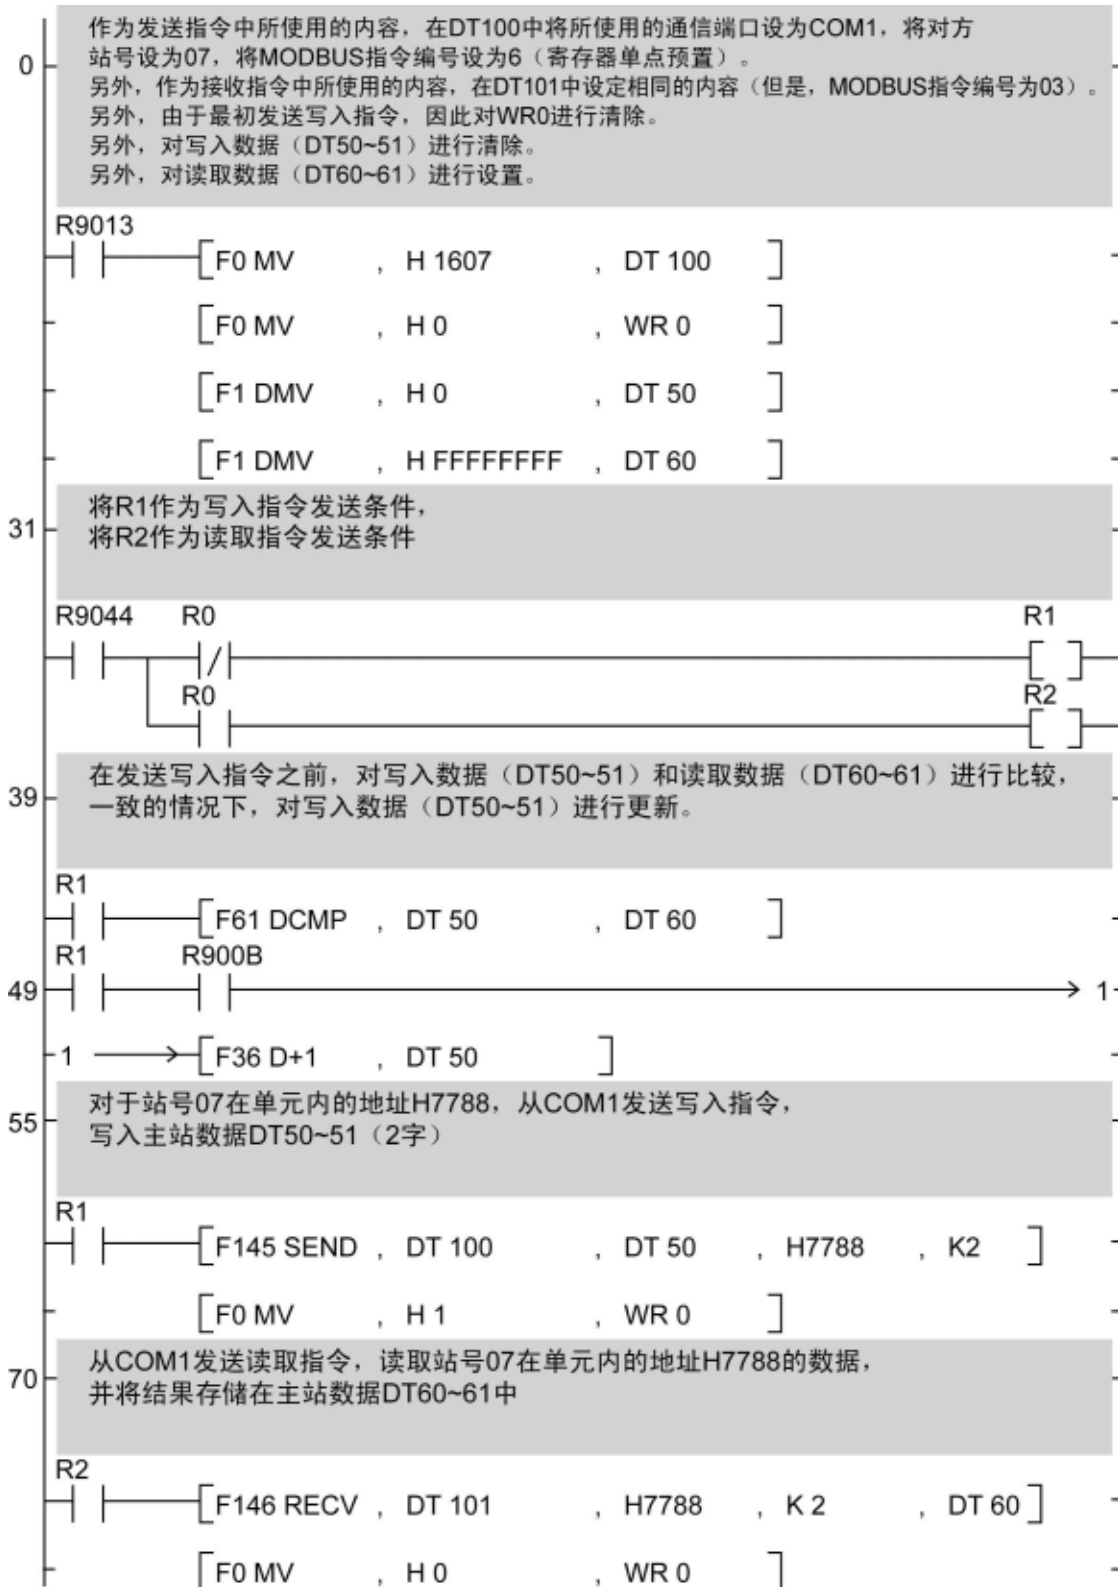 作为发送指令中所使用的内容，在DT100中将所使用的通信端口设为COM1，将对方
站号设为07，将MODBUS指令编号设为6（寄存器单点预置）。
0
另外，作为接收指令中所使用的内容，在DT101中设定相同的内容（但是，MODBUS指令编号为03）。
另外，由于最初发送写入指令，因此对WR0进行清除。
另外，对写入数据（DT50~51）进行清除。
另外，对读取数据（DT60~61）进行设置。
R9013
F0 MV , H 1607 , DT 100
F0 MV , H 0 , WR 0
F1 DMV , H 0 , DT 50
F1 DMV , H FFFFFFFF , DT 60
将R1作为写入指令发送条件，
31
将R2作为读取指令发送条件
R9044 R0 R1
R0 R2
在发送写入指令之前，对写入数据（DT50~51）和读取数据（DT60~61）进行比较，
39
一致的情况下，对写入数据（DT50~51）进行更新。
R1
F61 DCMP , DT 50 , DT 60
R1 R900B
49 1
1 F36 D+1 , DT 50
对于站号07在单元内的地址H7788，从COM1发送写入指令，
55
写入主站数据DT50~51（2字）
R1
F145 SEND , DT 100 , DT 50 , H7788 , K2
F0 MV , H 1 , WR 0
从COM1发送读取指令，读取站号07在单元内的地址H7788的数据，
70
并将结果存储在主站数据DT60~61中
R2
F146 RECV , DT 101 , H7788 , K 2 , DT 60
F0 MV , H 0 , WR 0